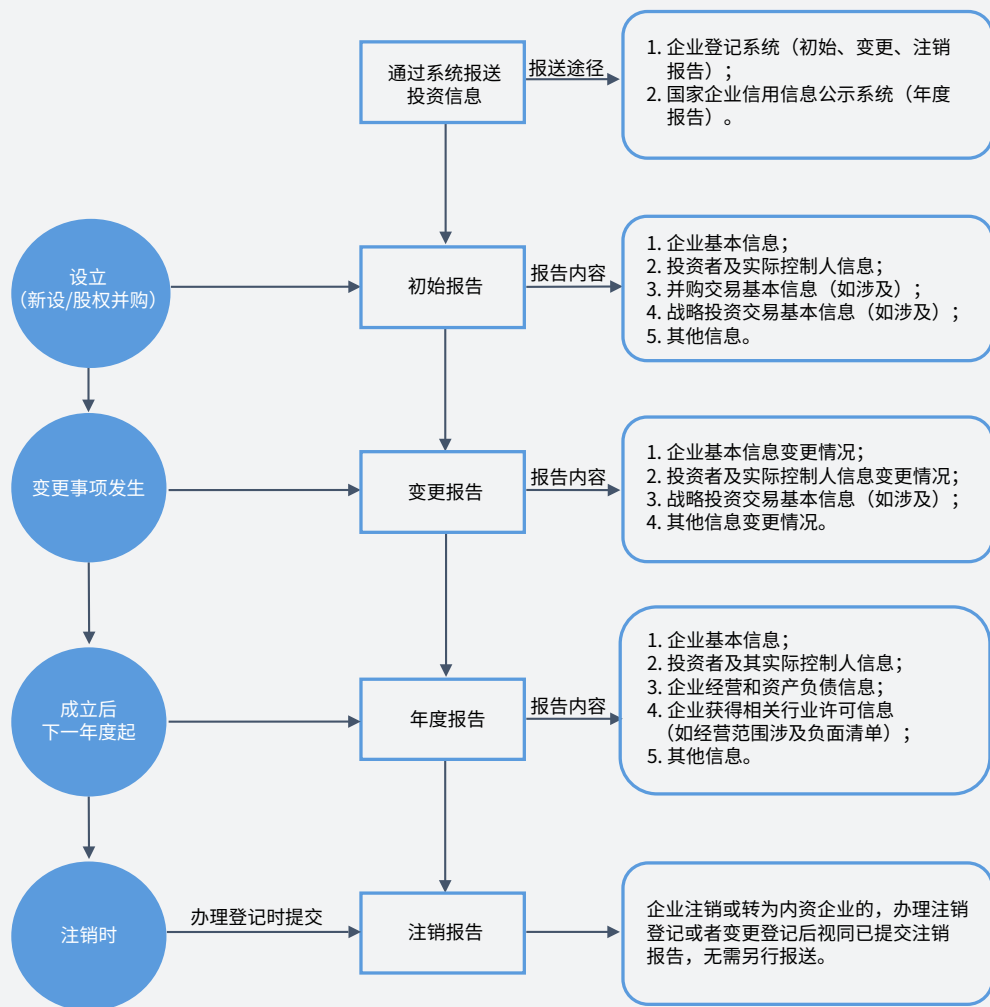 通过系统报送
投资信息
报送途径
1. 企业登记系统（初始、变更、注销
报告）；
2. 国家企业信用信息公示系统（年度
报告）。
设立
（新设/股权并购）
初始报告
报告内容
1. 企业基本信息；
2. 投资者及实际控制人信息；
3. 并购交易基本信息（如涉及）；
4. 战略投资交易基本信息（如涉及）；
5. 其他信息。
变更事项发生
变更报告
报告内容
1. 企业基本信息变更情况；
2. 投资者及实际控制人信息变更情况；
3. 战略投资交易基本信息（如涉及）；
4. 其他信息变更情况。
成立后
下一年度起
年度报告
报告内容
1. 企业基本信息；
2. 投资者及其实际控制人信息；
3. 企业经营和资产负债信息；
4. 企业获得相关行业许可信息
（如经营范围涉及负面清单）；
5. 其他信息。
注销时
办理登记时提交
注销报告
企业注销或转为内资企业的，办理注销
登记或者变更登记后视同已提交注销
报告，无需另行报送。